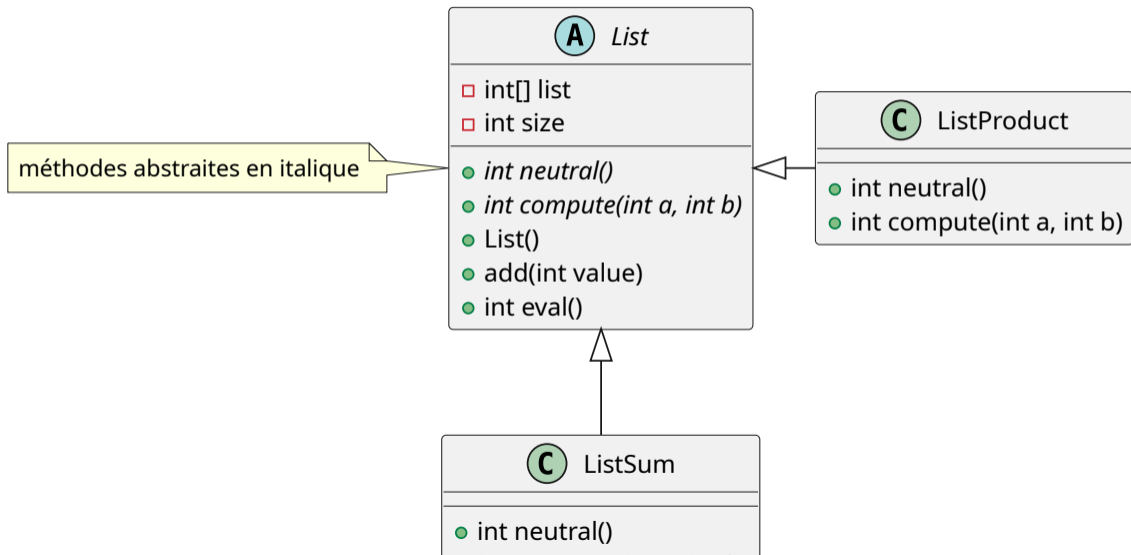 A List
int[] list
int size
int neutral()
int compute(int a, int b)
List()
add(int value)
int eval()
méthodes abstraites en italique
C ListProduct
int neutral()
int compute(int a, int b)
C ListSum
int neutral()